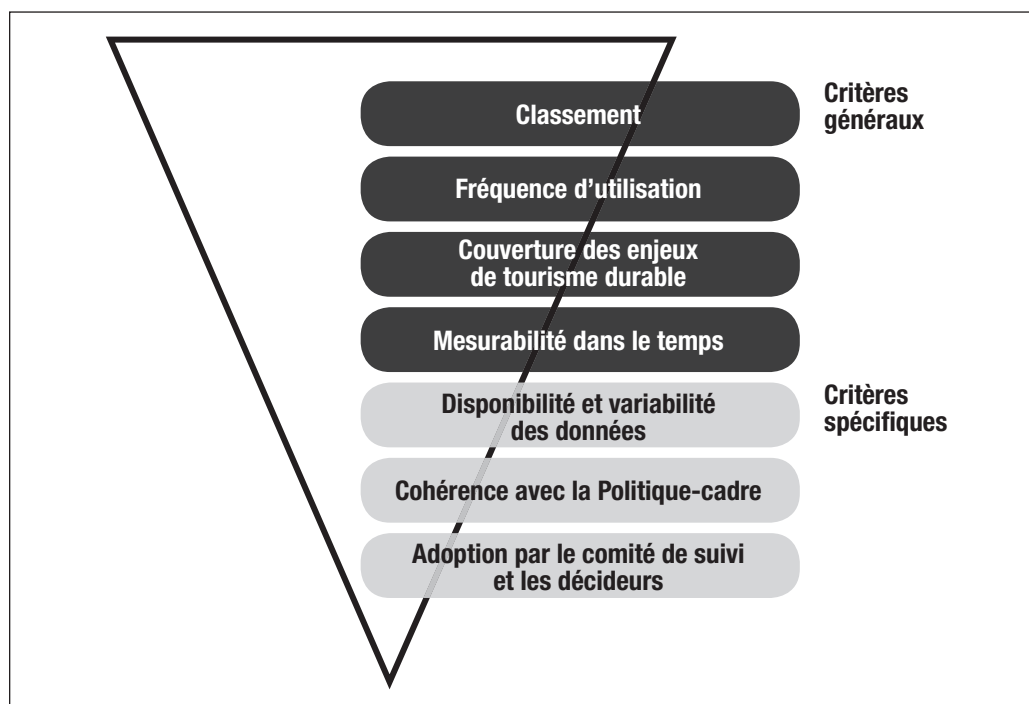 Classement
Critères
généraux
Fréquence d’utilisation
Couverture des enjeux
de tourisme durable
Mesurabilité dans le temps
Disponibilité et variabilité
des données
Critères
spécifiques
Cohérence avec la Politique-cadre
Adoption par le comité de suivi
et les décideurs